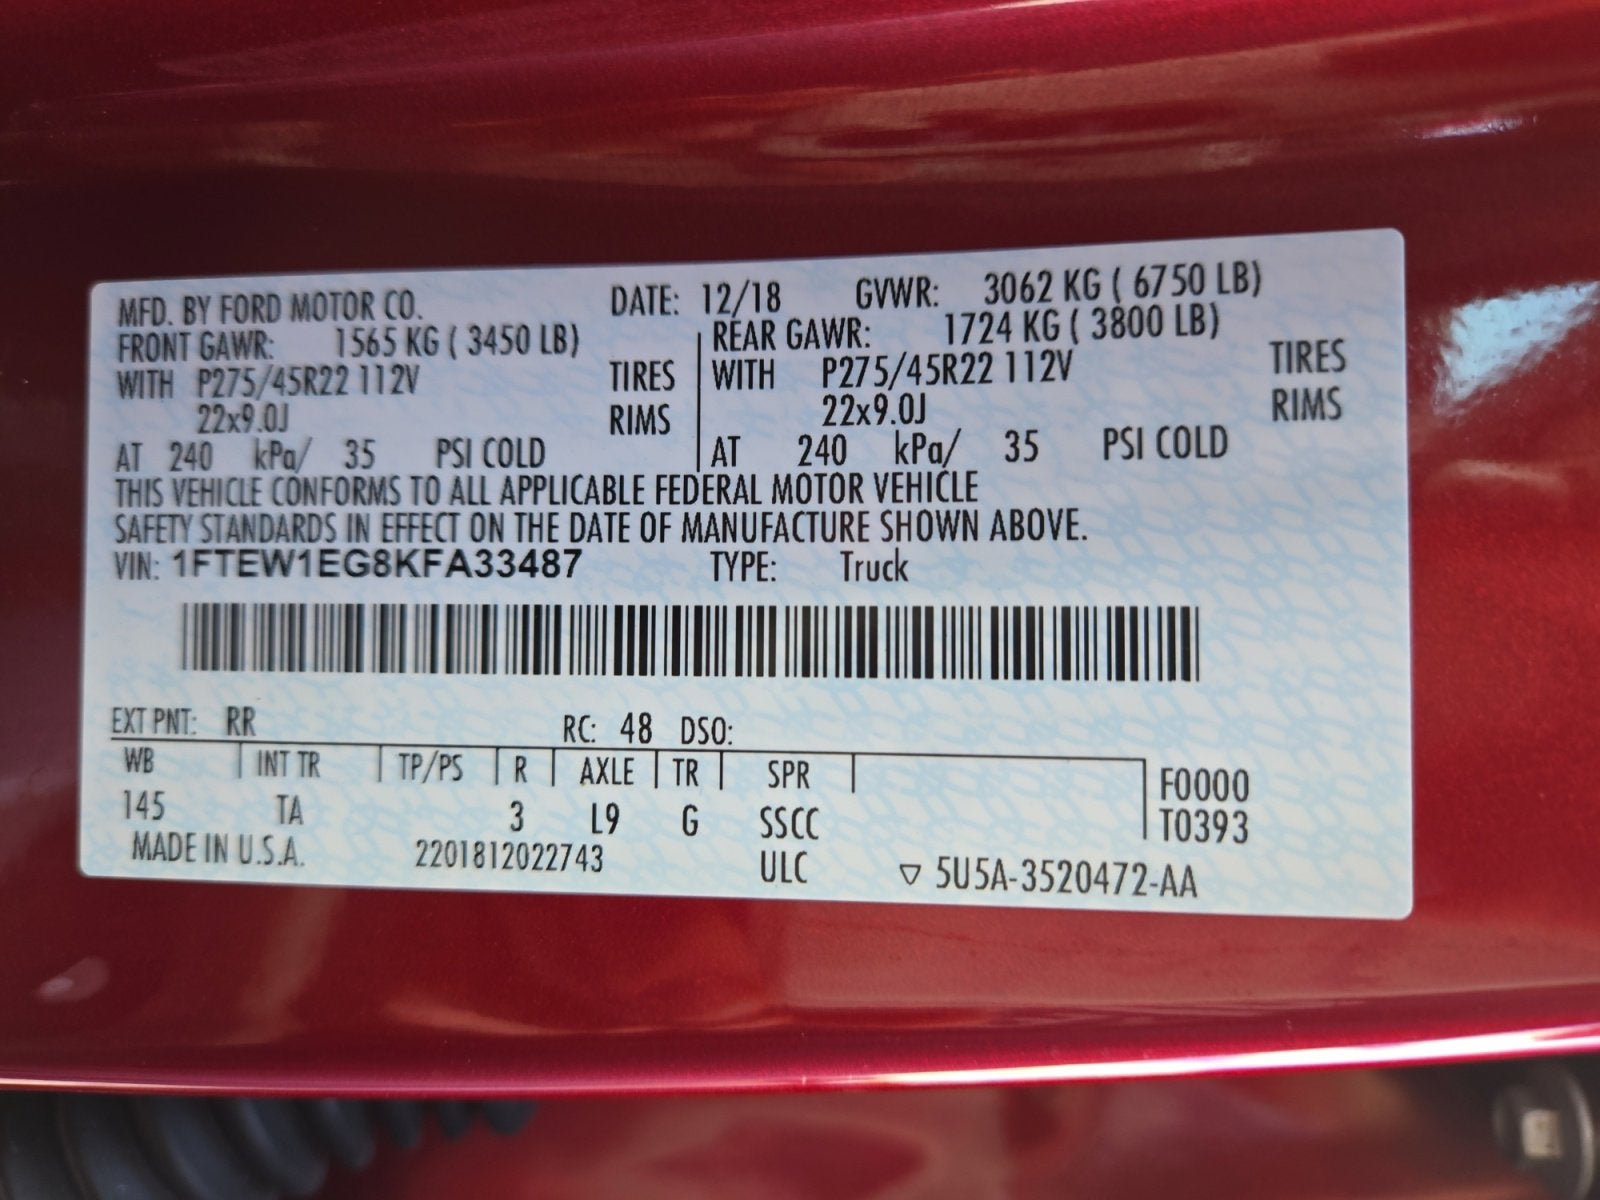 MFD. BY FORD MOTOR CO. DATE: 12/18 GVWR: 3062 KG ( 6750 LB)
FRONT GAWR: 1565 KG ( 3450 LB) REAR GAWR: 1724 KG ( 3800 LB)
WITH P275/45R22 112V TIRES WITH P275/45R22 112V TIRES
22x9.0J RIMS 22x9.0J RIMS
AT 240 kPa/ 35 PSI COLD AT 240 kPa/ 35 PSI COLD
THIS VEHICLE CONFORMS TO ALL APPLICABLE FEDERAL MOTOR VEHICLE
SAFETY STANDARDS IN EFFECT ON THE DATE OF MANUFACTURE SHOWN ABOVE.
VIN: 1FTEW1EG8KFA33487 TYPE: Truck
EXT PNT: RR RC: 48 DSO:
WB INT TR TP/PS R AXLE TR SPR F0000
145 TA 3 L9 G SSCC T0393
MADE IN U.S.A. 2201812022743 ULC ▽ 5U5A-3520472-AA